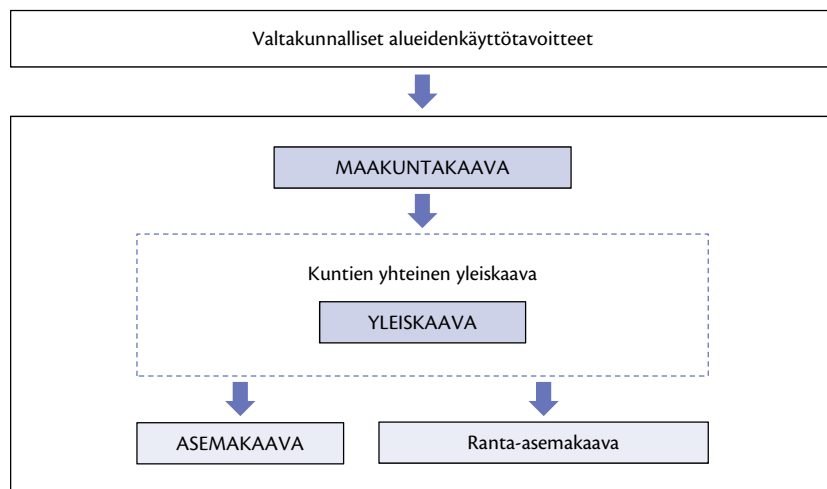 Valtakunnalliset alueidenkäyttötavoitteet
MAAKUNTAKAAVA
Kuntien yhteinen yleiskaava
YLEISKAAVA
ASEMAKAAVA
Ranta-asemakaava